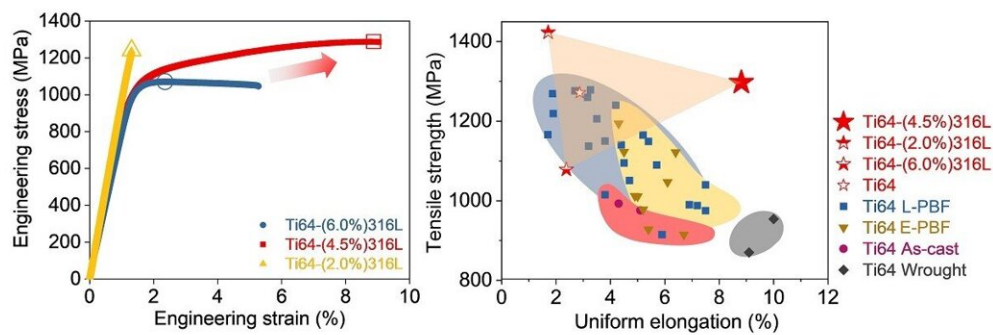 Engineering stress (MPa)
1400
1200
1000
800
600
400
200
0
0 2 4 6 8 10
Engineering strain (%)
Ti64-(6.0%)316L
Ti64-(4.5%)316L
Ti64-(2.0%)316L
Tensile strength (MPa)
1400
1200
1000
800
0 2 4 6 8 10 12
Uniform elongation (%)
Ti64-(4.5%)316L
Ti64-(2.0%)316L
Ti64-(6.0%)316L
Ti64
Ti64 L-PBF
Ti64 E-PBF
Ti64 As-cast
Ti64 Wrought